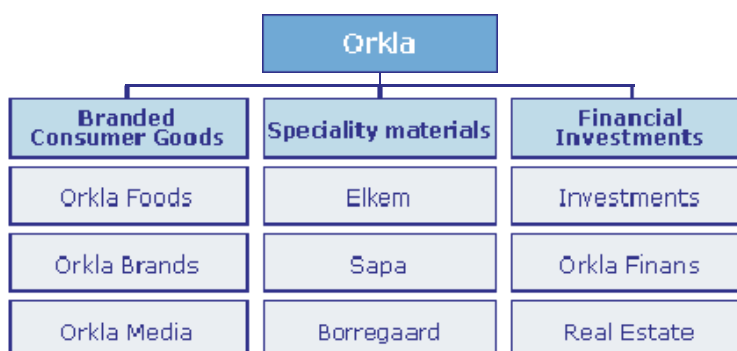 Orkla
Branded
Consumer Goods
Speciality materials
Financial
Investments
Orkla Foods
Elkem
Investments
Orkla Brands
Sapa
Orkla Finans
Orkla Media
Borregaard
Real Estate